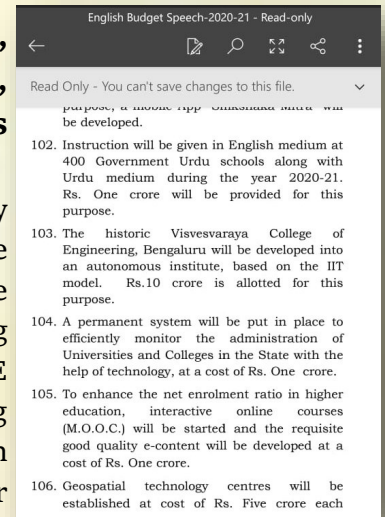 English Budget Speech-2020-21 - Read-only
Read Only - You can't save changes to this file.
purpose, a mobile App "Shikshaka Mitra" will
be developed.
102. Instruction will be given in English medium at
400 Government Urdu schools along with
Urdu medium during the year 2020-21.
Rs. One crore will be provided for this
purpose.
103. The historic Visvesvaraya College of
Engineering, Bengaluru will be developed into
an autonomous institute, based on the IIT
model. Rs.10 crore is allotted for this
purpose.
104. A permanent system will be put in place to
efficiently monitor the administration of
Universities and Colleges in the State with the
help of technology, at a cost of Rs. One crore.
105. To enhance the net enrolment ratio in higher
education, interactive online courses
(M.O.O.C.) will be started and the requisite
good quality e-content will be developed at a
cost of Rs. One crore.
106. Geospatial technology centres will be
established at cost of Rs. Five crore each